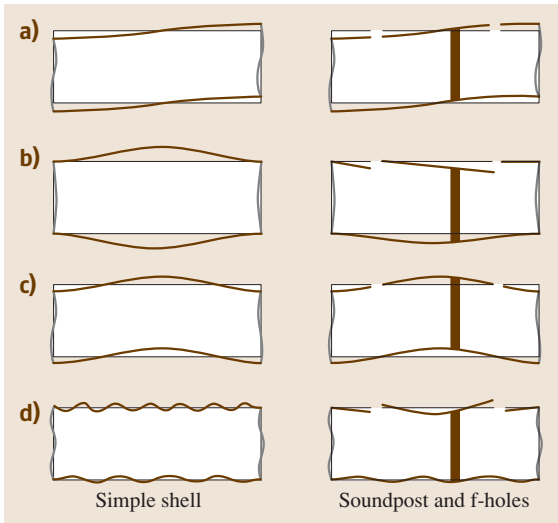 a)
b)
c)
d)
Simple shell
Soundpost and f-holes